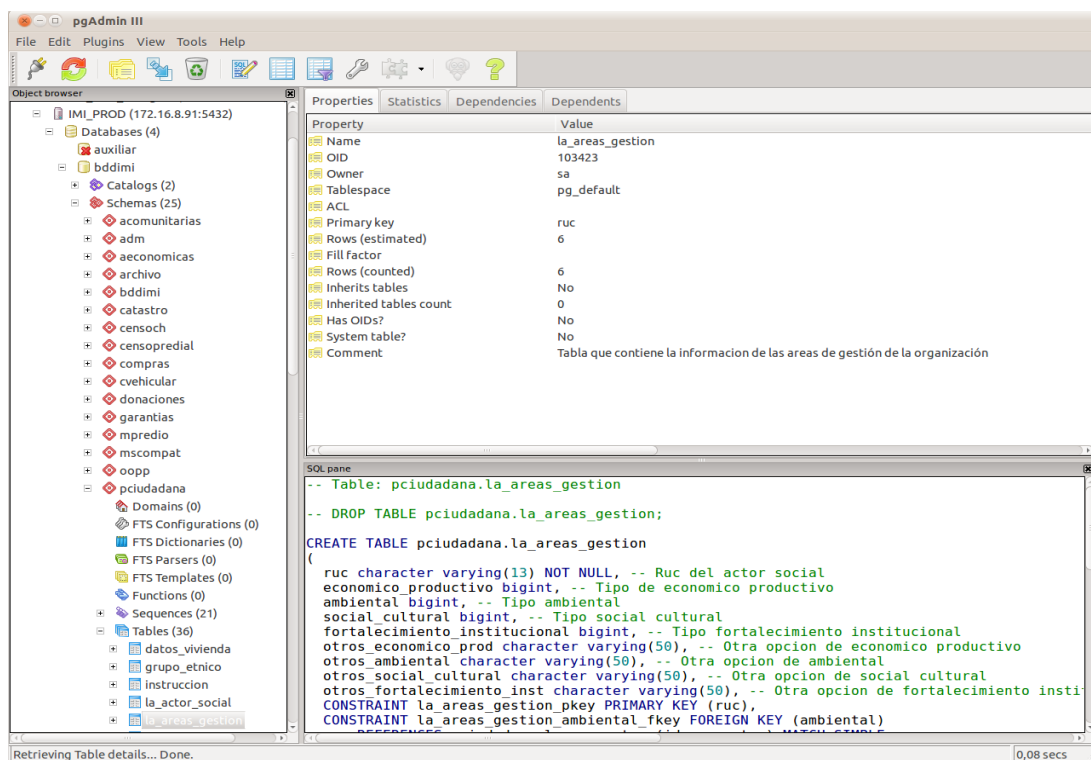 pgAdmin III
File Edit Plugins View Tools Help
Object browser
IMI_PROD (172.16.8.91:5432)
Databases (4)
auxiliar
bddimi
Catalogs (2)
Schemas (25)
acomunitarias
adm
aeconomicas
archivo
bddimi
catastro
censoch
censopredial
compras
cvehicular
donaciones
garantias
mpredio
mscompat
oopp
pciudadana
Domains (0)
FTS Configurations (0)
FTS Dictionaries (0)
FTS Parsers (0)
FTS Templates (0)
Functions (0)
Sequences (21)
Tables (36)
datos_vivienda
grupo_etnico
instruccion
la_actor_social
la_areas_gestion
Properties Statistics Dependencies Dependents
Property Value
Name la_areas_gestion
OID 103423
Owner sa
Tablespace pg_default
ACL
Primary key ruc
Rows (estimated) 6
Fill factor
Rows (counted) 6
Inherits tables No
Inherited tables count 0
Has OIDs? No
System table? No
Comment Tabla que contiene la informacion de las areas de gestión de la organización
SQL pane
-- Table: pciudadana.la_areas_gestion
-- DROP TABLE pciudadana.la_areas_gestion;
CREATE TABLE pciudadana.la_areas_gestion
(
ruc character varying(13) NOT NULL, -- Ruc del actor social
economico_productivo bigint, -- Tipo de economico productivo
ambiental bigint, -- Tipo ambiental
social_cultural bigint, -- Tipo social cultural
fortalecimiento_institucional bigint, -- Tipo fortalecimiento institucional
otros_economico_prod character varying(50), -- Otra opcion de economico productivo
otros_ambiental character varying(50), -- Otra opcion de ambiental
otros_social_cultural character varying(50), -- Otra opcion de social cultural
otros_fortalecimiento_inst character varying(50), -- Otra opcion de fortalecimiento insti
CONSTRAINT la_areas_gestion_pkey PRIMARY KEY (ruc),
CONSTRAINT la_areas_gestion_ambiental_fkey FOREIGN KEY (ambiental)
Retrieving Table details... Done.
0,08 secs